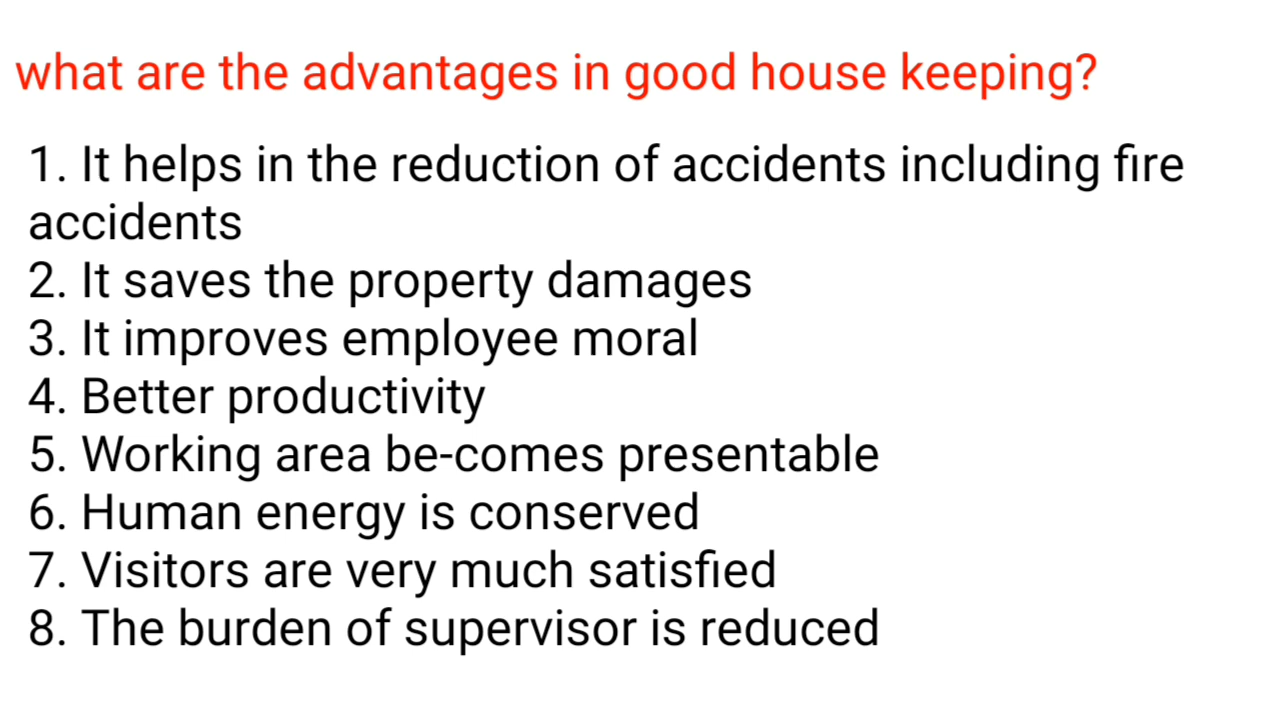 what are the advantages in good house keeping?
1. It helps in the reduction of accidents including fire
accidents
2. It saves the property damages
3. It improves employee moral
4. Better productivity
5. Working area be-comes presentable
6. Human energy is conserved
7. Visitors are very much satisfied
8. The burden of supervisor is reduced